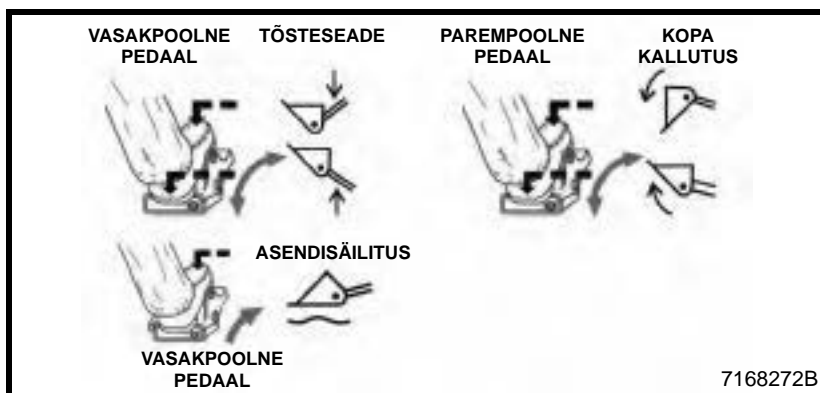 VASAKPOOLNE
PEDAAL
TÕSTESEADE
PAREMPOOLNE
PEDAAL
KOPA
KALLUTUS
ASENDISÄILITUS
VASAKPOOLNE
PEDAAL
7168272B